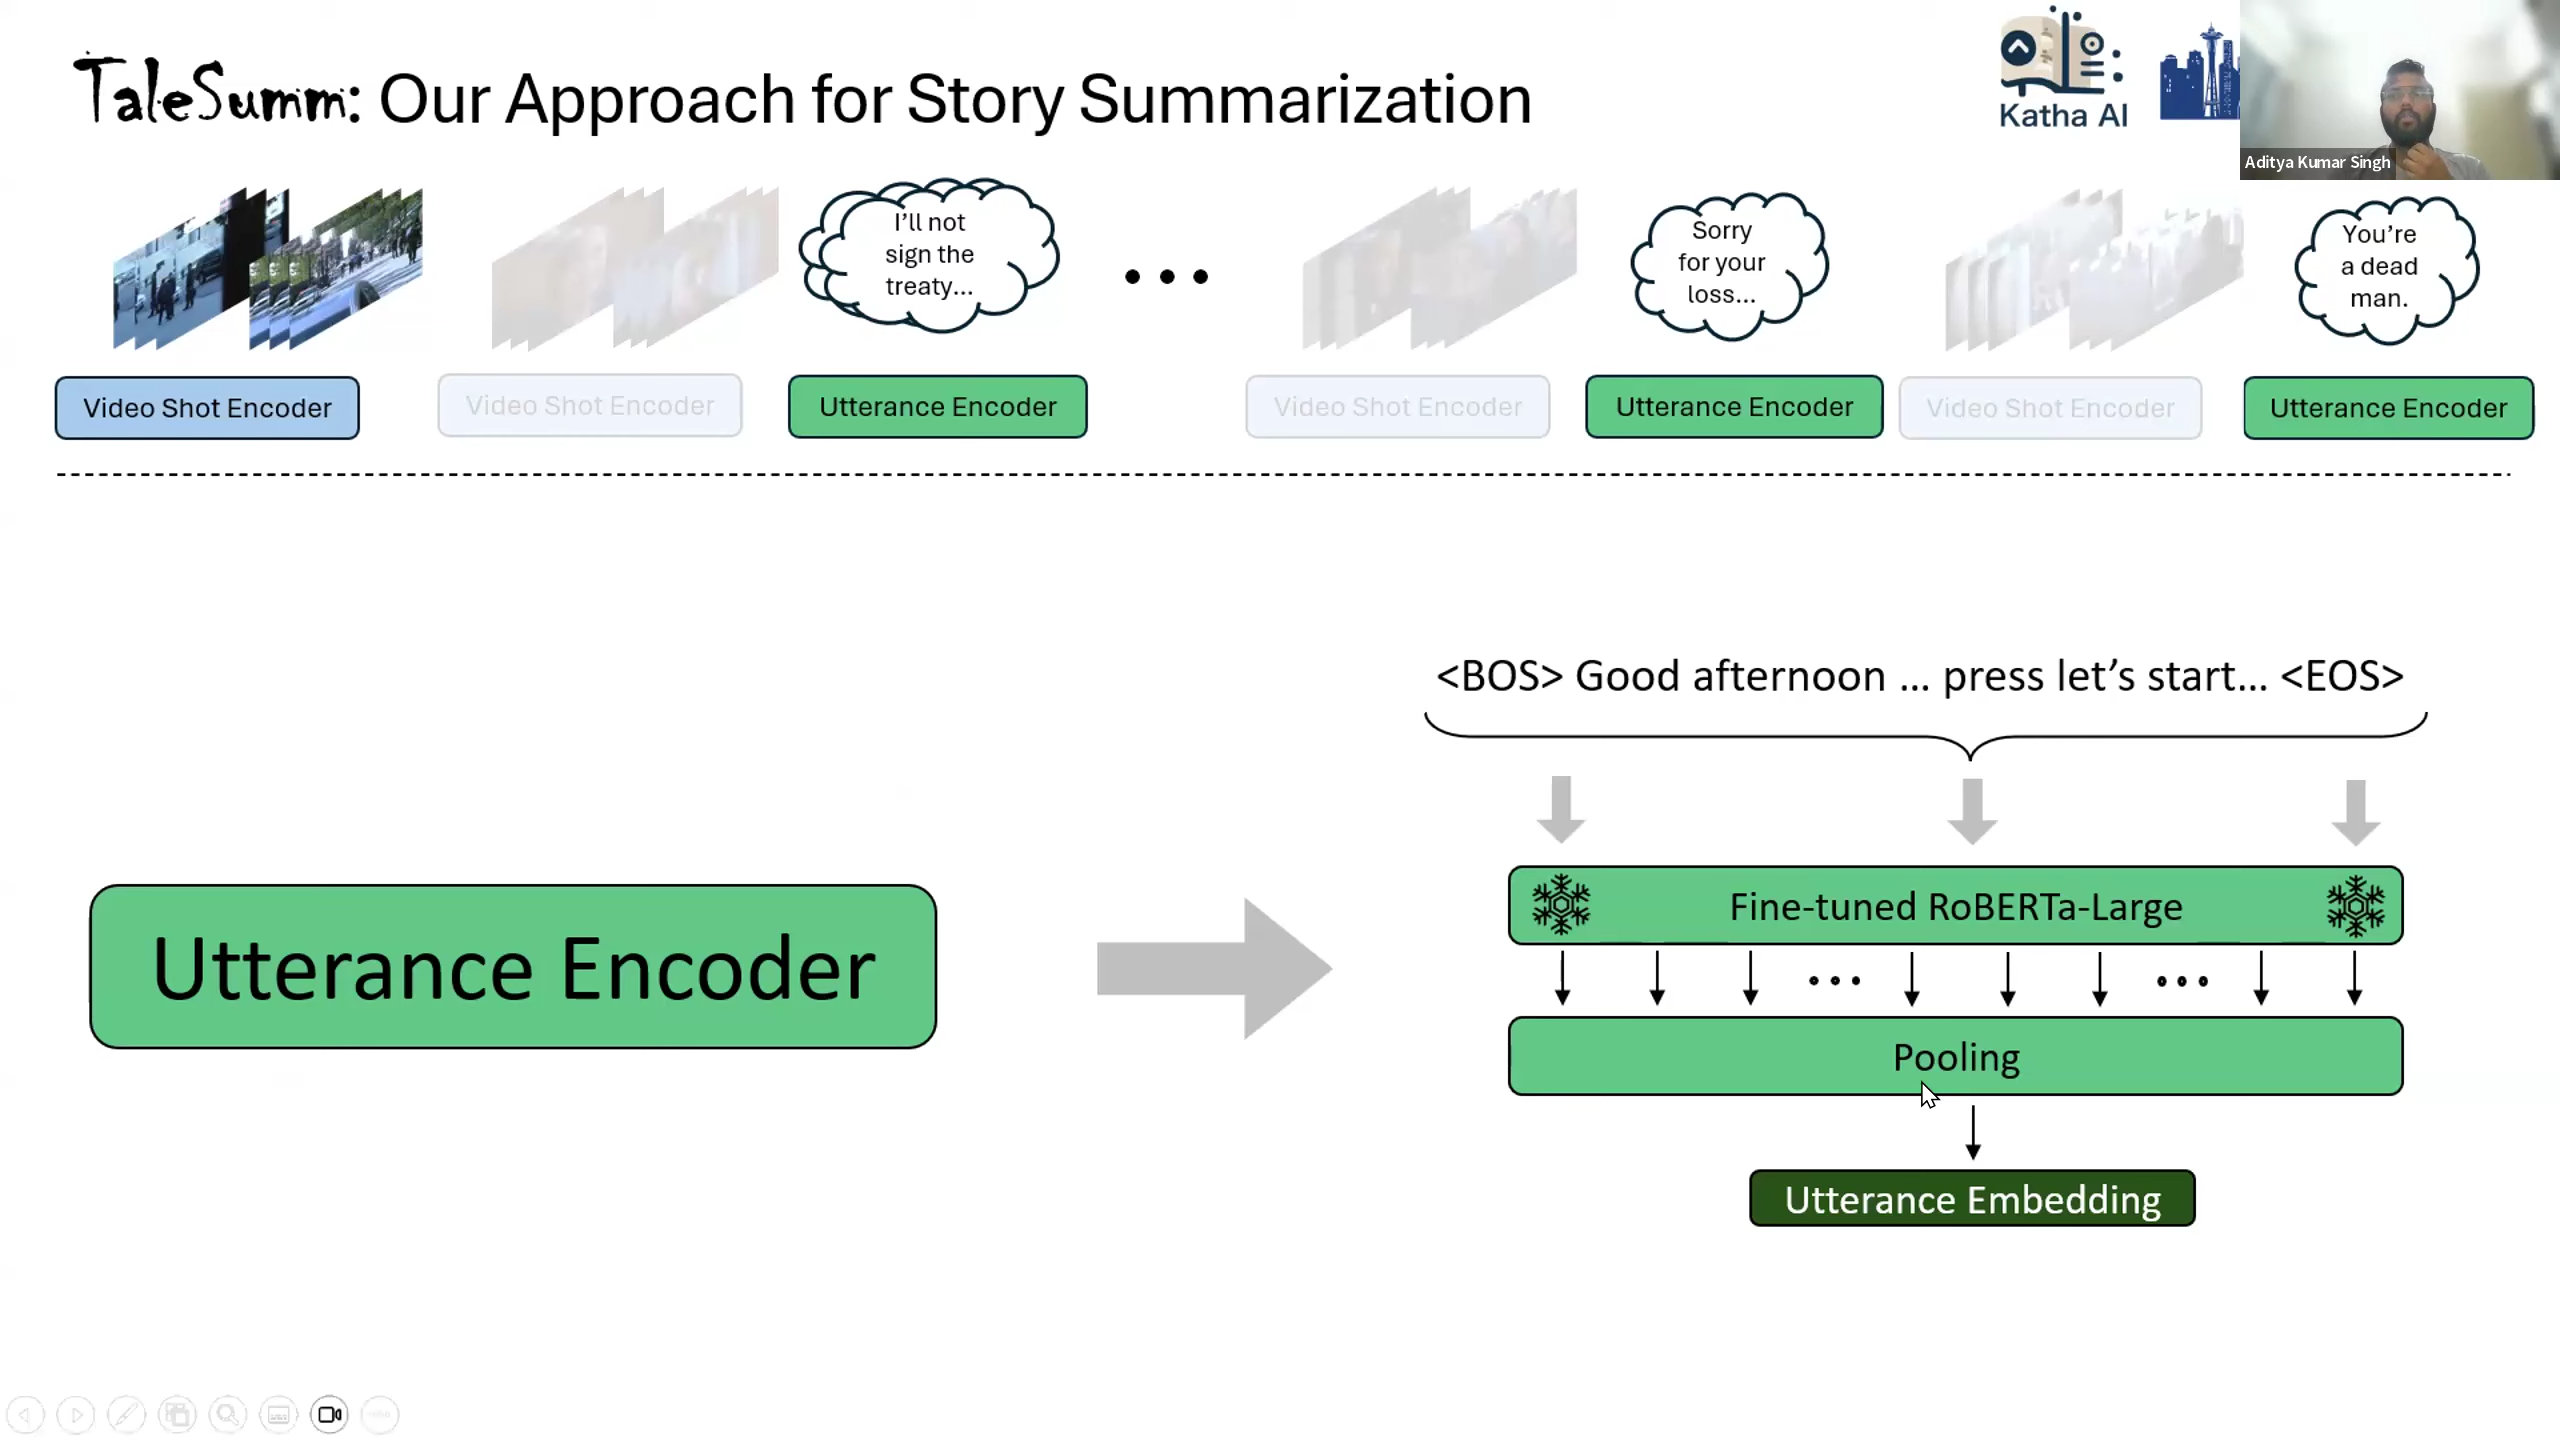 TaleSumm: Our Approach for Story Summarization
Katha AI
Aditya Kumar Singh
I'll not
sign the
treaty...
Sorry
for your
loss...
You're
a dead
man.
Video Shot Encoder
Video Shot Encoder
Utterance Encoder
Video Shot Encoder
Utterance Encoder
Video Shot Encoder
Utterance Encoder
<BOS> Good afternoon ... press let's start... <EOS>
Utterance Encoder
Fine-tuned RoBERTa-Large
Pooling
Utterance Embedding